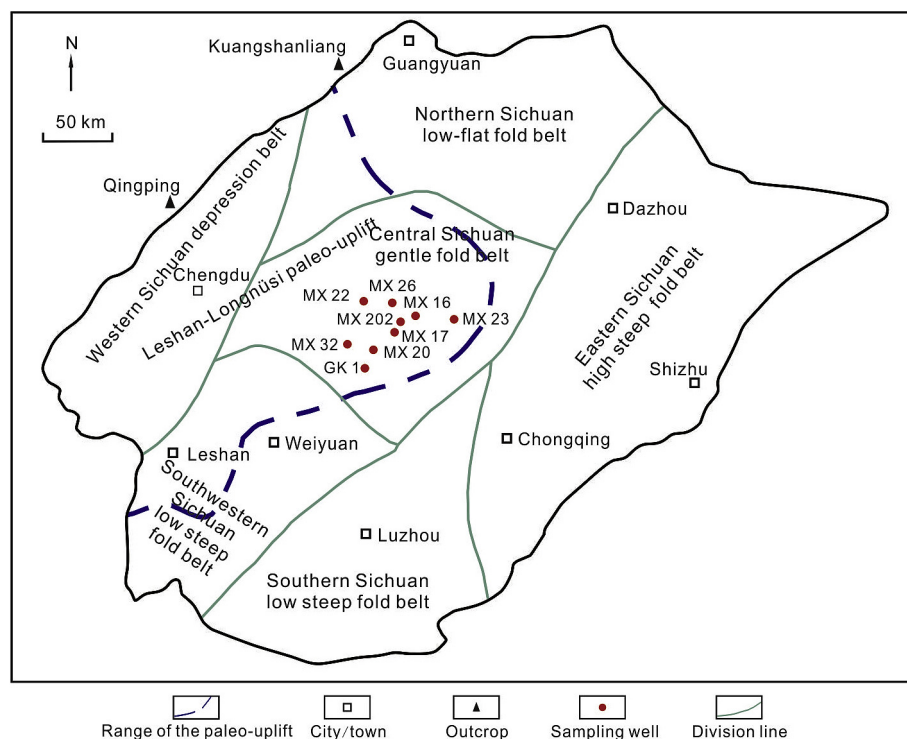 Kuangshanliang
Guangyuan
N
50 km
Northern Sichuan
low-flat fold belt
Qingping
Western Sichuan depression belt
Dazhou
Leshan-Longnüsi paleo-uplift
Central Sichuan
gentle fold belt
Chengdu
Eastern Sichuan
high steep fold belt
MX 26
MX 22
MX 16
MX 202
MX 23
MX 17
MX 32
MX 20
GK 1
Shizhu
Weiyuan
Chongqing
Leshan
Southwestern
Sichuan
low steep
fold belt
Luzhou
Southern Sichuan
low steep fold belt
Range of the paleo-uplift
City/town
Outcrop
Sampling well
Division line